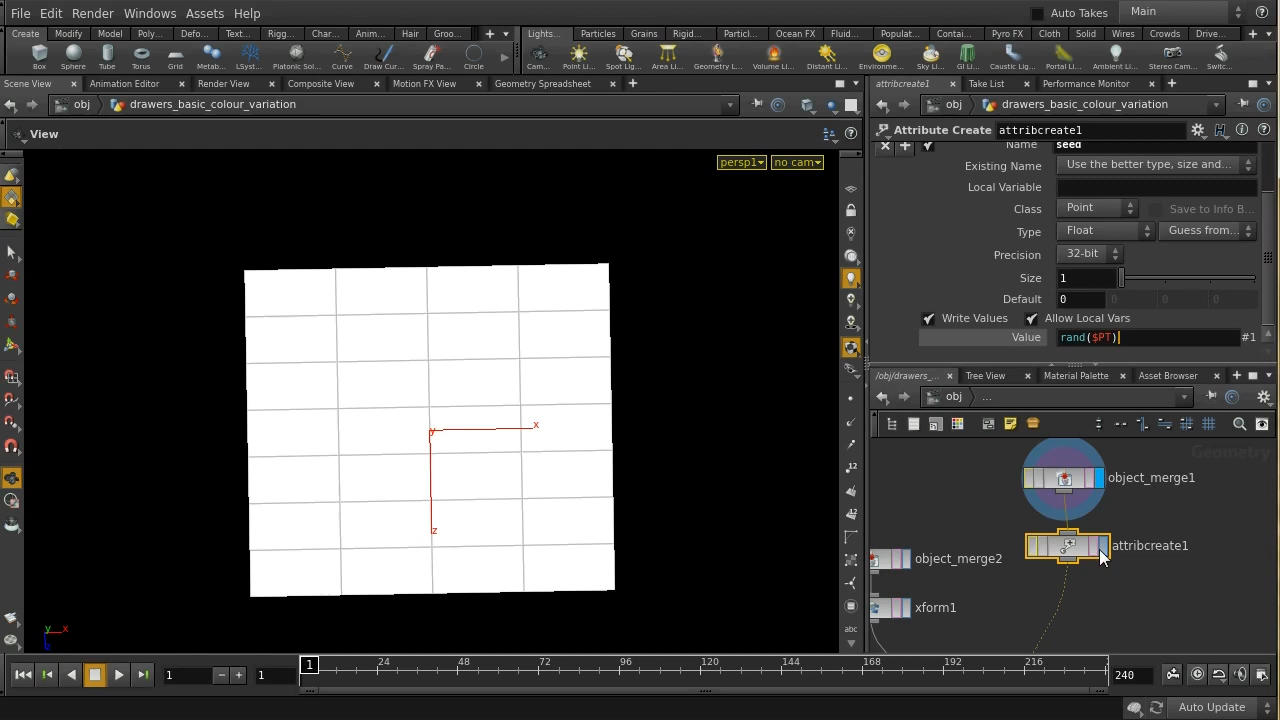 File Edit Render Windows Assets Help Auto Takes Main
Create Modify Model Poly... Defo... Text... Rigg... Char... Anim... Hair Groo... Lights... Particles Grains Rigid... Particl... Ocean FX Fluid... Populat... Contai... Pyro FX Cloth Solid Wires Crowds Drive...
Box Sphere Tube Torus Grid Metab... LSyst... Platonic Sol... Curve Draw Cur... Spray Pa... Circle Cam... Point Li... Spot Lig... Area Li... Geometry L... Volume Li... Distant Li... Environme... Sky Li... GI Li... Caustic Lig... Portal Li... Ambient Li... Stereo Cam... Switc...
Scene View Animation Editor Render View Composite View Motion FX View Geometry Spreadsheet attribcreate1 Take List Performance Monitor
obj drawers_basic_colour_variation obj drawers_basic_colour_variation
View Attribute Create attribcreate1
Name seed
persp1 no cam
Existing Name Use the better type, size and...
Local Variable
Class Point Save to Info B...
Type Float Guess from...
Precision 32-bit
Size 1
Default 0 0 0 0
Write Values Allow Local Vars
Value rand($PT) #1
/obj/drawers_... Tree View Material Palette Asset Browser
obj ...
Geometry
object_merge1
attribcreate1
object_merge2
xform1
y x z
12
12
abc
y x
1 1 1 24 48 72 96 120 144 168 192 216 240
Auto Update